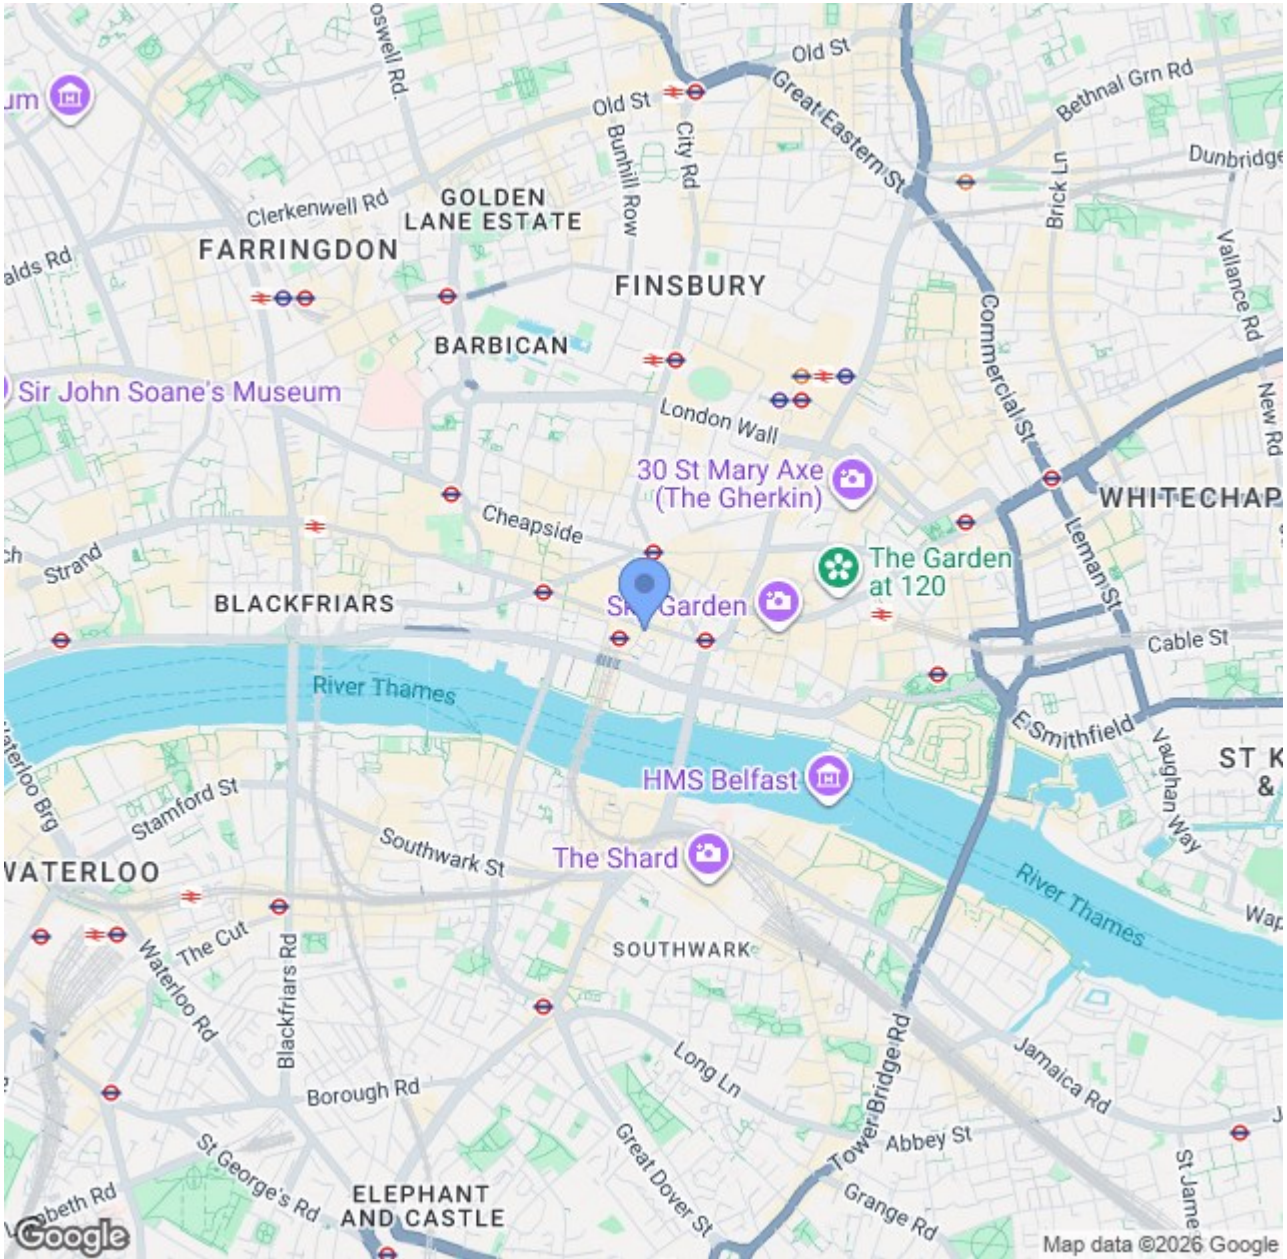 oswell Rd.
Old St
Great Eastern St
Bethnal Grn Rd
um
Old St
Bunhill Row
City Rd
Brick Ln
Dunbridge
Clerkenwell Rd
GOLDEN
LANE ESTATE
FARRINGDON
alds Rd
Vallance Rd
FINSBURY
Commercial St
BARBICAN
Sir John Soane's Museum
London Wall
New Rd
30 St Mary Axe
(The Gherkin)
WHITECHAP
Cheapside
Leman St
ch
Strand
The Garden
at 120
BLACKFRIARS
Garden
Cable St
River Thames
E Smithfield
Waterloo Brg
Vaughan Way
ST K
&
HMS Belfast
Stamford St
Southwark St
The Shard
WATERLOO
River Thames
Wap
The Cut
Waterloo Rd
Blackfriars Rd
SOUTHWARK
Tower Bridge Rd
Long Ln
Jamaica Rd
Borough Rd
J
Abbey St
St George's Rd
Great Dover St
St James
ELEPHANT
AND CASTLE
Grange Rd
abeth Rd
Google
Map data ©2026 Google